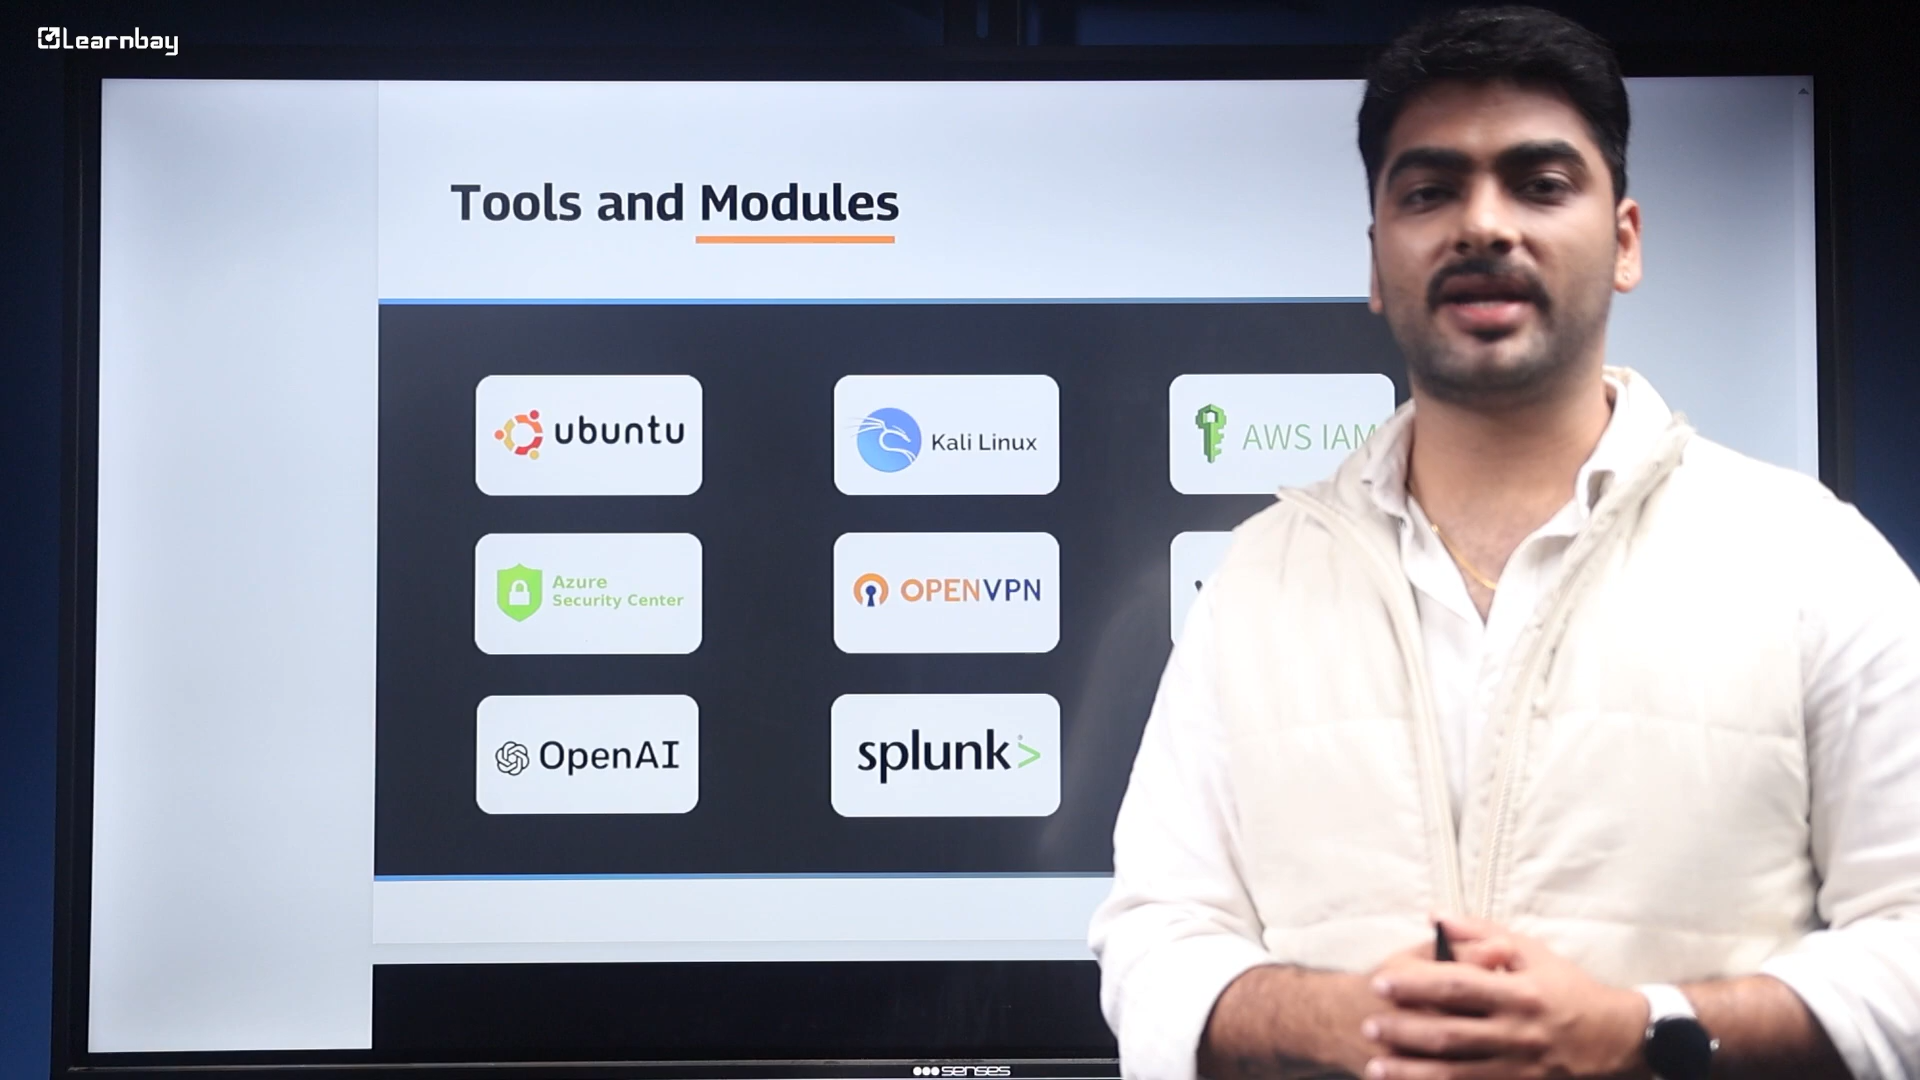 Learnbay
Tools and Modules
ubuntu
Kali Linux
AWS IAM
Azure
Security Center
OPENVPN
OpenAI
splunk>
senses